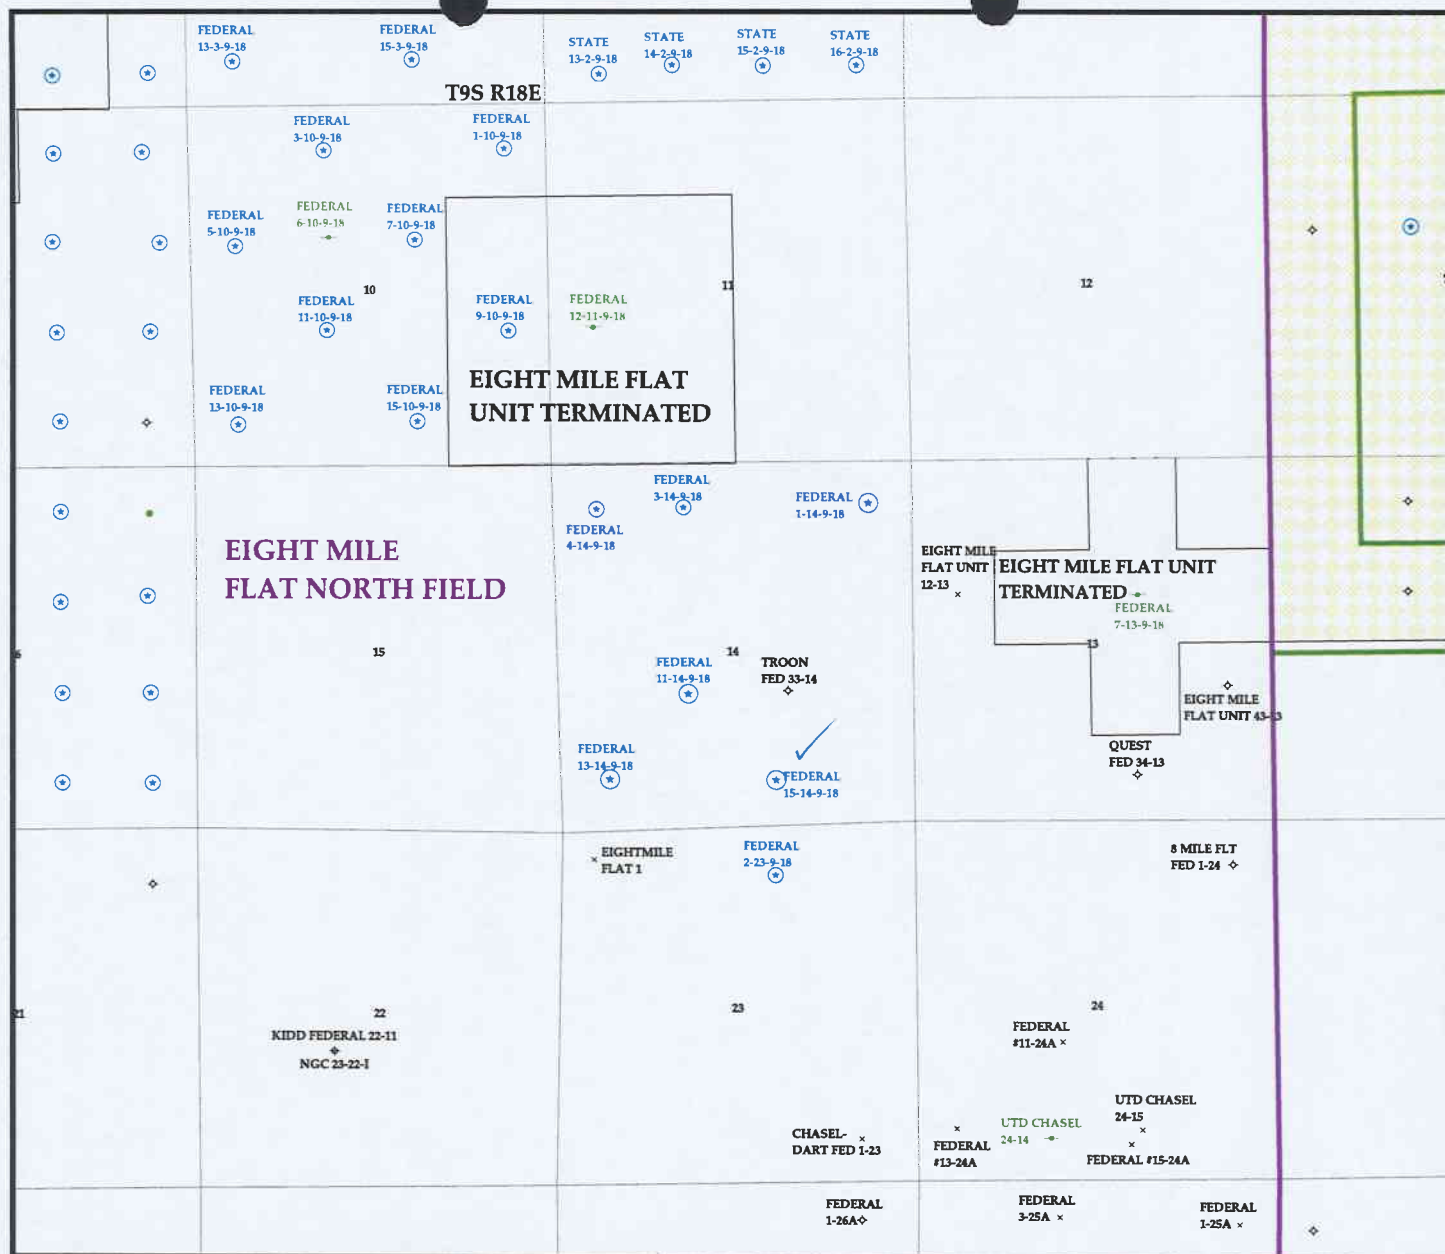 FEDERAL
13-3-9-18
FEDERAL
15-3-9-18
STATE
13-2-9-18
STATE
14-2-9-18
STATE
15-2-9-18
STATE
16-2-9-18
T9S R18E
FEDERAL
3-10-9-18
FEDERAL
1-10-9-18
FEDERAL
5-10-9-18
FEDERAL
6-10-9-18
FEDERAL
7-10-9-18
10
11
12
FEDERAL
11-10-9-18
FEDERAL
9-10-9-18
FEDERAL
12-11-9-18
EIGHT MILE FLAT
UNIT TERMINATED
FEDERAL
13-10-9-18
FEDERAL
15-10-9-18
FEDERAL
3-14-9-18
FEDERAL
1-14-9-18
FEDERAL
4-14-9-18
EIGHT MILE
FLAT NORTH FIELD
EIGHT MILE
FLAT UNIT
12-13
EIGHT MILE FLAT UNIT
TERMINATED
FEDERAL
7-13-9-18
15
14
13
FEDERAL
11-14-9-18
TROON
FED 33-14
EIGHT MILE
FLAT UNIT 43-13
FEDERAL
13-14-9-18
FEDERAL
15-14-9-18
QUEST
FED 34-13
EIGHTMILE
FLAT 1
FEDERAL
2-23-9-18
8 MILE FLT
FED 1-24
21
22
23
24
KIDD FEDERAL 22-11
NGC 23-22-I
FEDERAL
#11-24A
UTD CHASEL
24-15
CHASEL-
DART FED 1-23
FEDERAL
#13-24A
UTD CHASEL
24-14
FEDERAL #15-24A
FEDERAL
1-26A
FEDERAL
3-25A
FEDERAL
1-25A